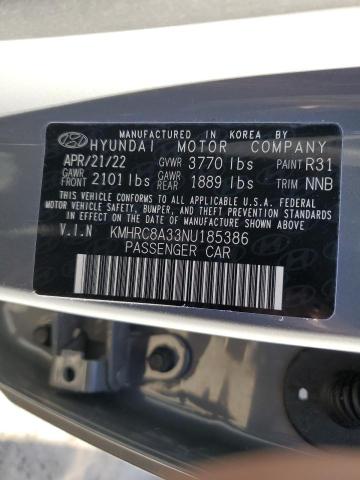 MANUFACTURED IN KOREA BY
HYUNDAI MOTOR COMPANY
APR/21/22 GVWR 3770 lbs PAINT R31
GAWR FRONT 2101 lbs GAWR REAR 1889 lbs TRIM NNB
THIS VEHICLE CONFORMS TO ALL APPLICABLE U.S.A. FEDERAL
MOTOR VEHICLE SAFETY, BUMPER, AND THEFT PREVENTION
STANDARDS IN EFFECT ON THE DATE OF MANUFACTURE SHOWN ABOVE.
V.I.N KMHRC8A33NU185386
PASSENGER CAR